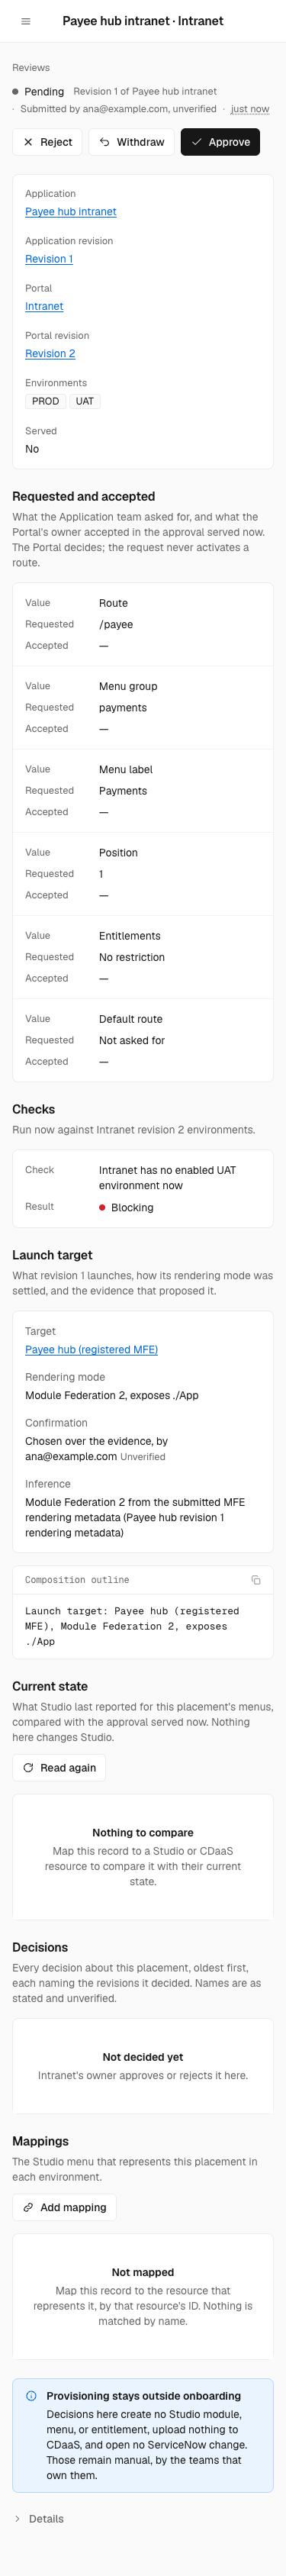 Payee hub intranet · Intranet
Reviews
Pending Revision 1 of Payee hub intranet
· Submitted by ana@example.com, unverified · just now
Reject Withdraw Approve
Application
Payee hub intranet
Application revision
Revision 1
Portal
Intranet
Portal revision
Revision 2
Environments
PROD UAT
Served
No
Requested and accepted
What the Application team asked for, and what the
Portal's owner accepted in the approval served now.
The Portal decides; the request never activates a
route.
Value Route
Requested /payee
Accepted —
Value Menu group
Requested payments
Accepted —
Value Menu label
Requested Payments
Accepted —
Value Position
Requested 1
Accepted —
Value Entitlements
Requested No restriction
Accepted —
Value Default route
Requested Not asked for
Accepted —
Checks
Run now against Intranet revision 2 environments.
Check Intranet has no enabled UAT
environment now
Result Blocking
Launch target
What revision 1 launches, how its rendering mode was
settled, and the evidence that proposed it.
Target
Payee hub (registered MFE)
Rendering mode
Module Federation 2, exposes ./App
Confirmation
Chosen over the evidence, by
ana@example.com Unverified
Inference
Module Federation 2 from the submitted MFE
rendering metadata (Payee hub revision 1
rendering metadata)
Composition outline
Launch target: Payee hub (registered
MFE), Module Federation 2, exposes
./App
Current state
What Studio last reported for this placement's menus,
compared with the approval served now. Nothing
here changes Studio.
Read again
Nothing to compare
Map this record to a Studio or CDaaS
resource to compare it with their current
state.
Decisions
Every decision about this placement, oldest first,
each naming the revisions it decided. Names are as
stated and unverified.
Not decided yet
Intranet's owner approves or rejects it here.
Mappings
The Studio menu that represents this placement in
each environment.
Add mapping
Not mapped
Map this record to the resource that
represents it, by that resource's ID. Nothing is
matched by name.
Provisioning stays outside onboarding
Decisions here create no Studio module,
menu, or entitlement, upload nothing to
CDaaS, and open no ServiceNow change.
Those remain manual, by the teams that
own them.
Details